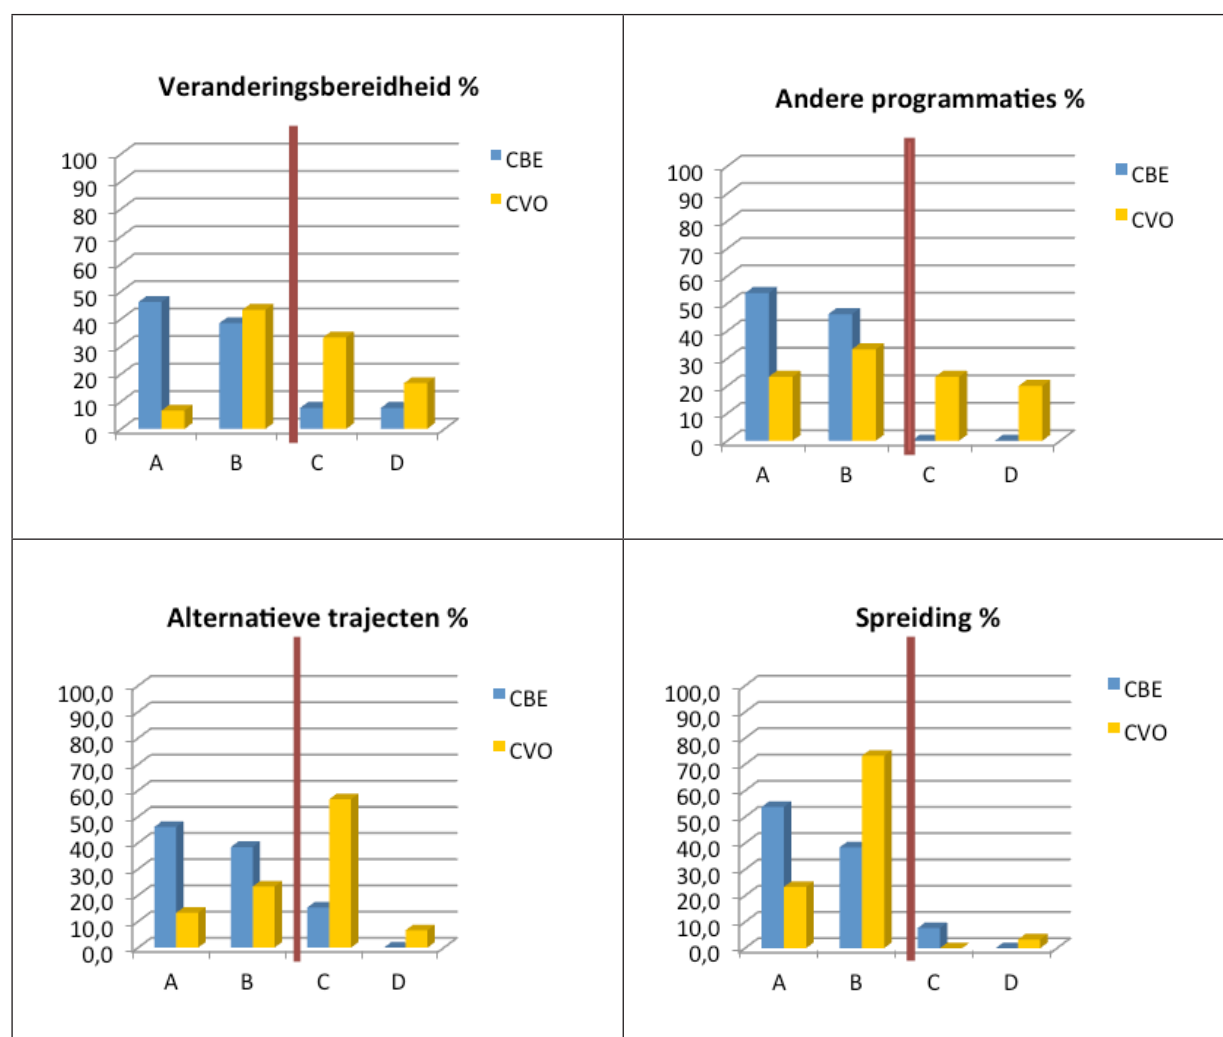 Veranderingsbereidheid %
100
90
80
70
60
50
40
30
20
10
0
A B C D
CBE
CVO
Andere programmaties %
100
90
80
70
60
50
40
30
20
10
0
A B C D
CBE
CVO
Alternatieve trajecten %
100,0
90,0
80,0
70,0
60,0
50,0
40,0
30,0
20,0
10,0
0,0
A B C D
CBE
CVO
Spreiding %
100,0
90,0
80,0
70,0
60,0
50,0
40,0
30,0
20,0
10,0
0,0
A B C D
CBE
CVO